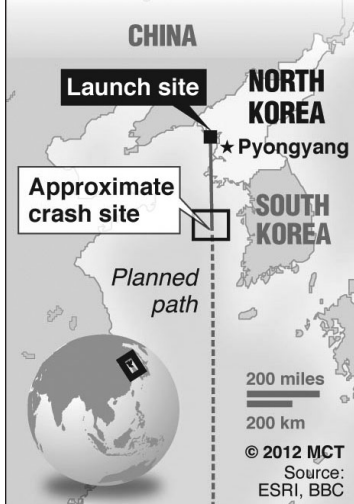 CHINA
Launch site
NORTH
KOREA
Pyongyang
Approximate
crash site
SOUTH
KOREA
Planned
path
200 miles
200 km
© 2012 MCT
Source:
ESRI, BBC